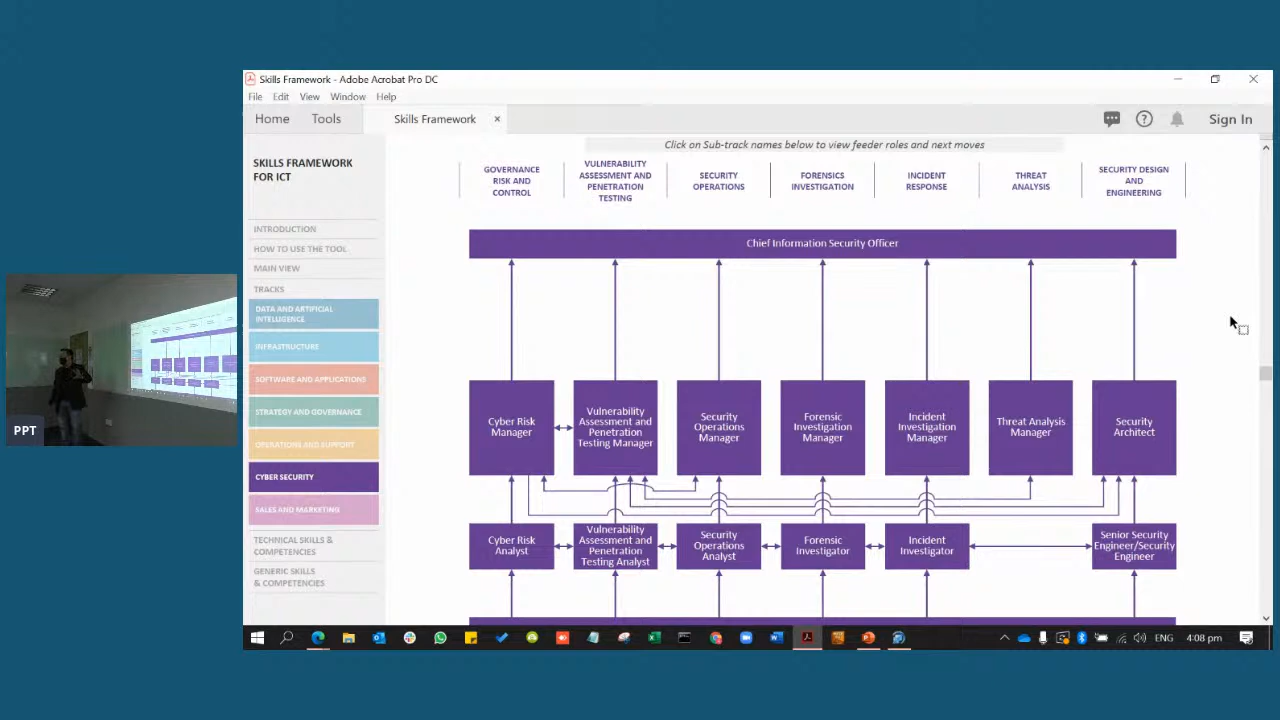 Skills Framework - Adobe Acrobat Pro DC
File Edit View Window Help
Home Tools Skills Framework × Sign In
Click on Sub-track names below to view feeder roles and next moves
SKILLS FRAMEWORK
FOR ICT
INTRODUCTION
HOW TO USE THE TOOL
MAIN VIEW
TRACKS
DATA AND ARTIFICIAL
INTELLIGENCE
INFRASTRUCTURE
SOFTWARE AND APPLICATIONS
STRATEGY AND GOVERNANCE
OPERATIONS AND SUPPORT
CYBER SECURITY
SALES AND MARKETING
TECHNICAL SKILLS &
COMPETENCIES
GENERIC SKILLS
& COMPETENCIES
GOVERNANCE
RISK AND
CONTROL
VULNERABILITY
ASSESSMENT AND
PENETRATION
TESTING
SECURITY
OPERATIONS
FORENSICS
INVESTIGATION
INCIDENT
RESPONSE
THREAT
ANALYSIS
SECURITY DESIGN
AND
ENGINEERING
Chief Information Security Officer
Cyber Risk
Manager
Vulnerability
Assessment and
Penetration
Testing Manager
Security
Operations
Manager
Forensic
Investigation
Manager
Incident
Investigation
Manager
Threat Analysis
Manager
Security
Architect
Cyber Risk
Analyst
Vulnerability
Assessment and
Penetration
Testing Analyst
Security
Operations
Analyst
Forensic
Investigator
Incident
Investigator
Senior Security
Engineer/Security
Engineer
PPT
ENG 4:08 pm